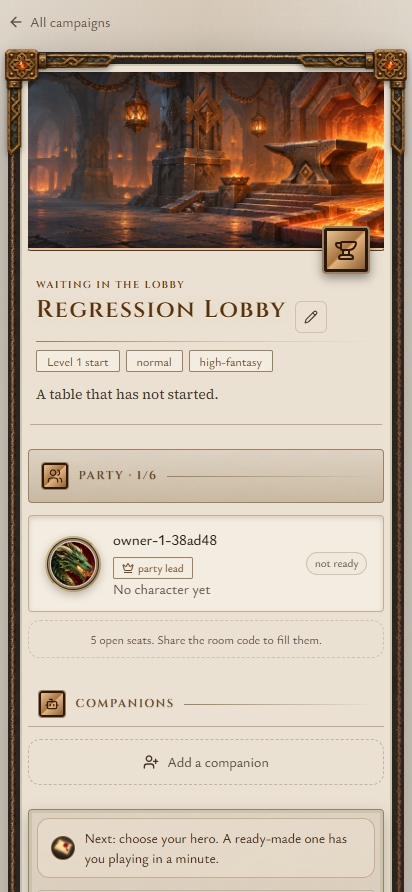 All campaigns
WAITING IN THE LOBBY
REGRESSION LOBBY
Level 1 start
normal
high-fantasy
A table that has not started.
PARTY · 1/6
owner-1-38ad48
party lead
not ready
No character yet
5 open seats. Share the room code to fill them.
COMPANIONS
Add a companion
Next: choose your hero. A ready-made one has
you playing in a minute.